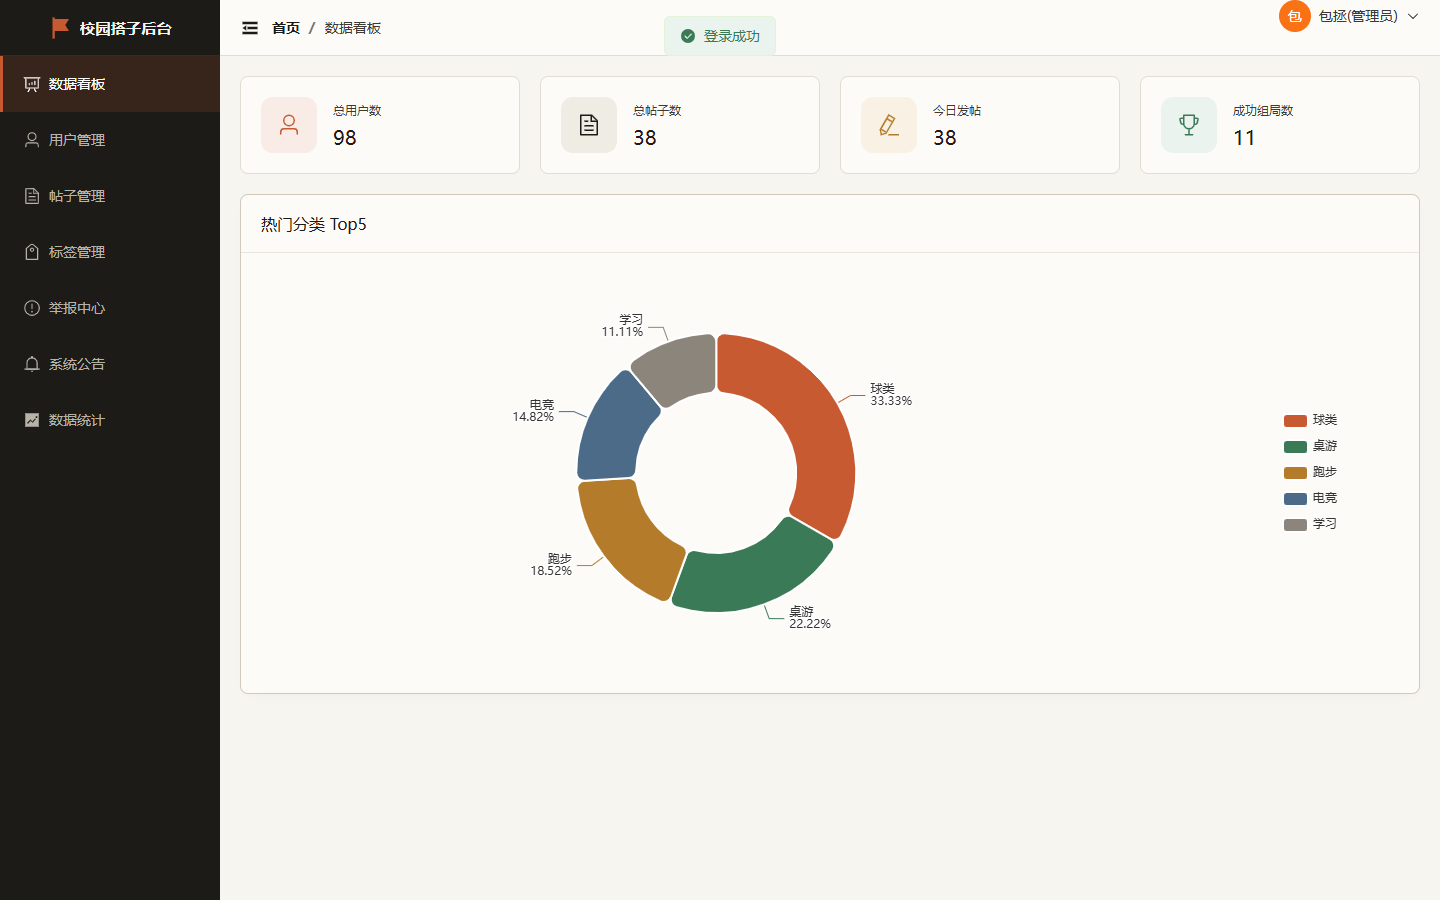 校园搭子后台
首页 / 数据看板
登录成功
包
包拯(管理员)
数据看板
用户管理
帖子管理
标签管理
举报中心
系统公告
数据统计
总用户数
98
总帖子数
38
今日发帖
38
成功组局数
11
热门分类 Top5
学习
11.11%
球类
33.33%
电竞
14.82%
跑步
18.52%
桌游
22.22%
球类
桌游
跑步
电竞
学习